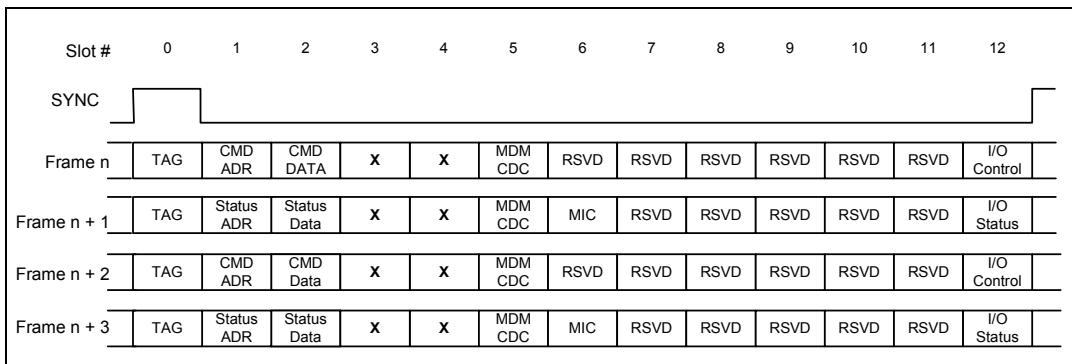 Slot # 0 1 2 3 4 5 6 7 8 9 10 11 12
SYNC
Frame n TAG CMD ADR CMD DATA X X MDM CDC RSVD RSVD RSVD RSVD RSVD RSVD I/O Control
Frame n + 1 TAG Status ADR Status Data X X MDM CDC MIC RSVD RSVD RSVD RSVD RSVD I/O Status
Frame n + 2 TAG CMD ADR CMD Data X X MDM CDC RSVD RSVD RSVD RSVD RSVD RSVD I/O Control
Frame n + 3 TAG Status ADR Status Data X X MDM CDC MIC RSVD RSVD RSVD RSVD RSVD I/O Status